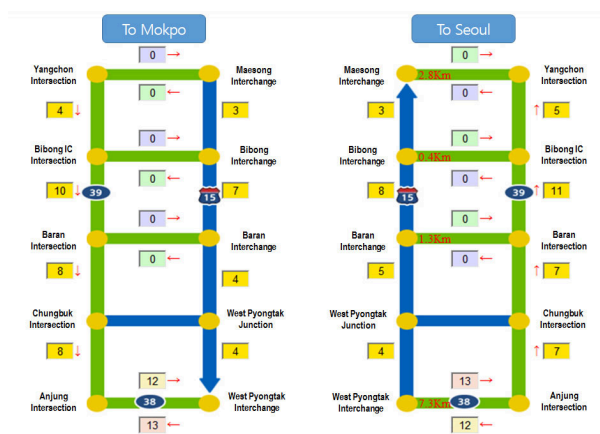 To Mokpo
0 →
Yangchon
Intersection
Maesong
Interchange
0 ←
4 ↓
3
0 →
Bibong IC
Intersection
Bibong
Interchange
0 ←
10 ↓
39
15
7
0 →
Baran
Intersection
Baran
Interchange
0 ←
8 ↓
4
Chungbuk
Intersection
West Pyongtak
Junction
8 ↓
4
12 →
Anjung
Intersection
38
West Pyongtak
Interchange
13 ←
To Seoul
0 →
Maesong
Interchange
2.8Km
Yangchon
Intersection
0 ←
3
↑ 5
0 →
Bibong
Interchange
0.4Km
Bibong IC
Intersection
0 ←
8
15
39
↑ 11
0 →
Baran
Interchange
1.3Km
Baran
Intersection
0 ←
5
↑ 7
West Pyongtak
Junction
Chungbuk
Intersection
4
↑ 7
13 →
West Pyongtak
Interchange
7.3Km
38
Anjung
Intersection
12 ←